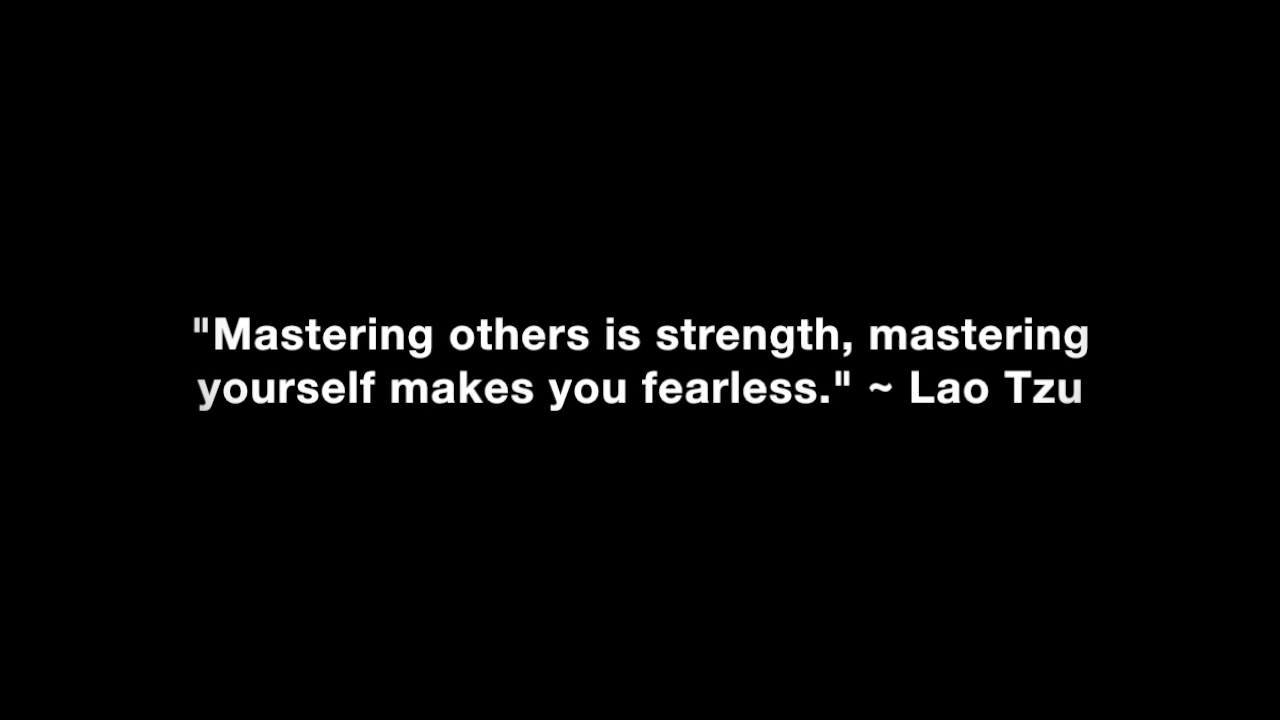 "Mastering others is strength, mastering
yourself makes you fearless." ~ Lao Tzu